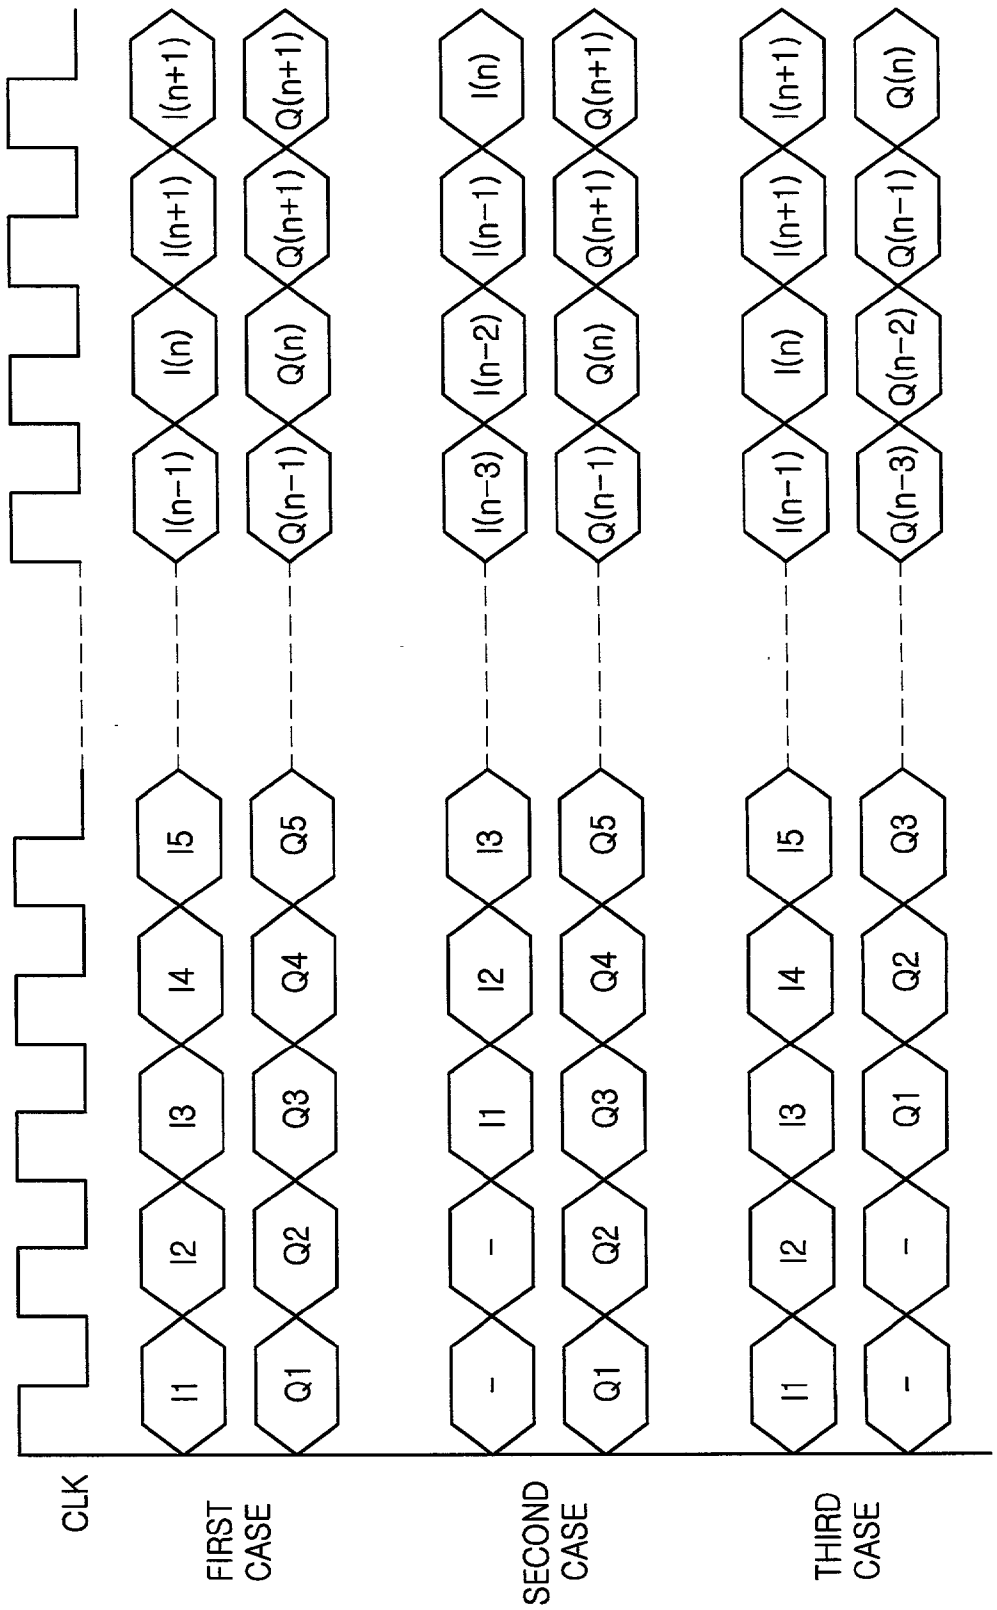 CLK
FIRST
CASE
I1 I2 I3 I4 I5 I(n−1) I(n) I(n+1) I(n+1)
Q1 Q2 Q3 Q4 Q5 Q(n−1) Q(n) Q(n+1) Q(n+1)
SECOND
CASE
− − I1 I2 I3 I(n−3) I(n−2) I(n−1) I(n)
Q1 Q2 Q3 Q4 Q5 Q(n−1) Q(n) Q(n+1) Q(n+1)
THIRD
CASE
I1 I2 I3 I4 I5 I(n−1) I(n) I(n+1) I(n+1)
− − Q1 Q2 Q3 Q(n−3) Q(n−2) Q(n−1) Q(n)